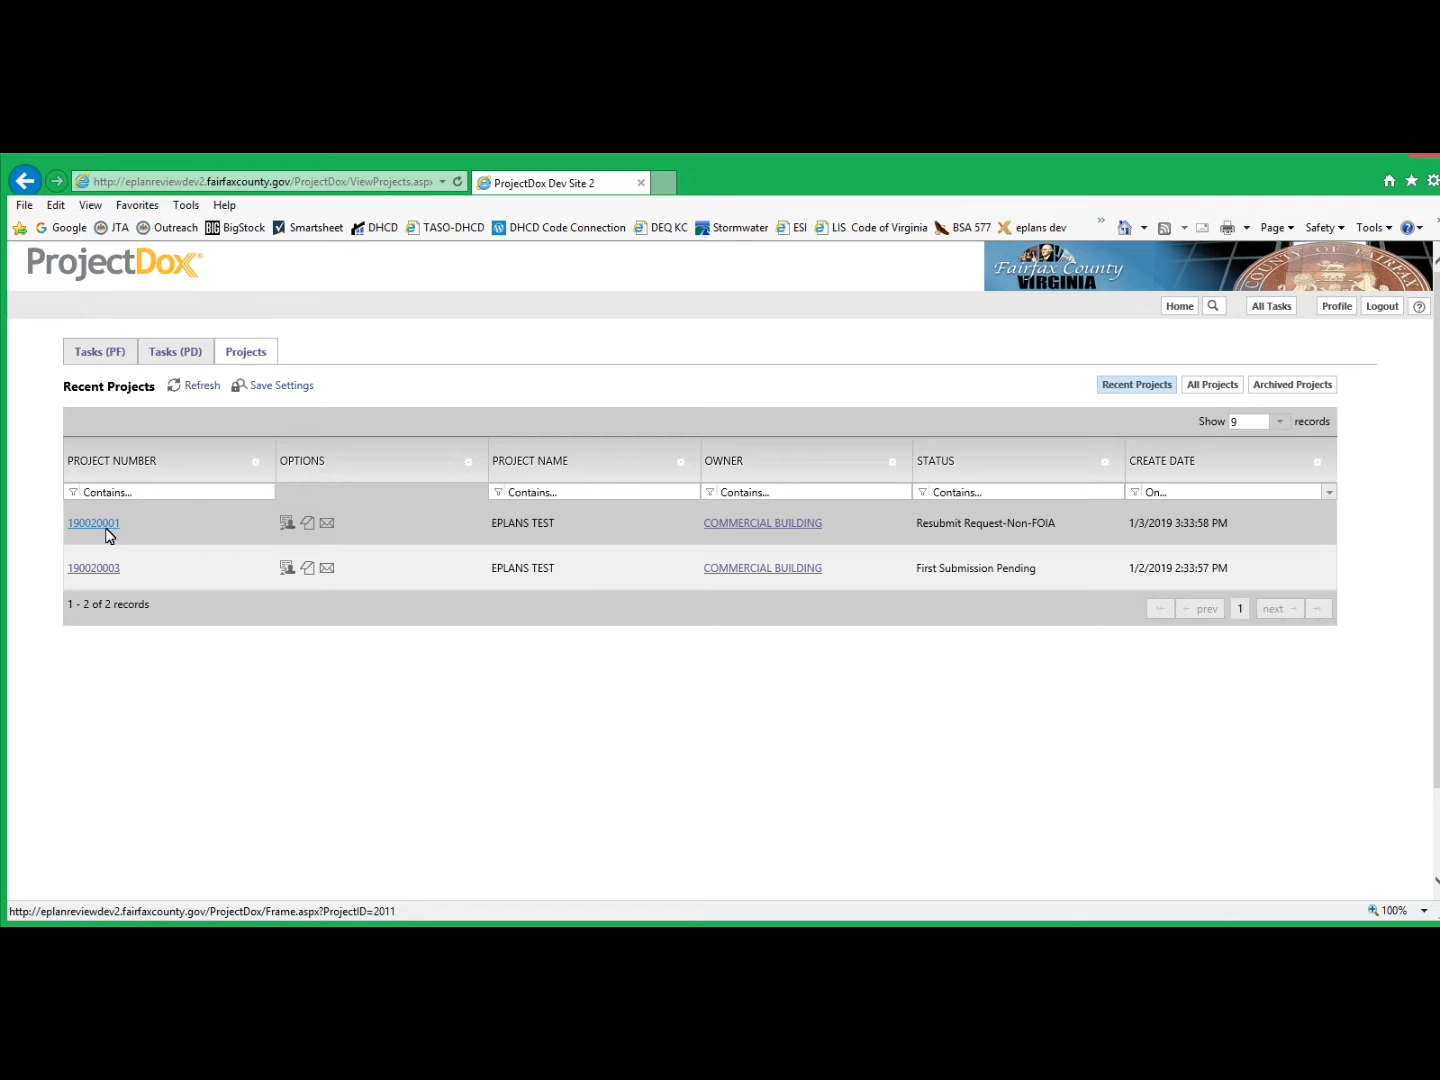 http://eplanreviewdev2.fairfaxcounty.gov/ProjectDox/ViewProjects.aspx
ProjectDox Dev Site 2
File Edit View Favorites Tools Help
Google JTA Outreach BIG BigStock Smartsheet DHCD TASO-DHCD DHCD Code Connection DEQ KC Stormwater ESI LIS Code of Virginia BSA 577 eplans dev » Page Safety Tools
ProjectDox
Fairfax County
VIRGINIA
COUNTY OF FAIRFAX
Home All Tasks Profile Logout ?
Tasks (PF) Tasks (PD) Projects
Recent Projects Refresh Save Settings Recent Projects All Projects Archived Projects
Show 9 records
PROJECT NUMBER OPTIONS PROJECT NAME OWNER STATUS CREATE DATE
Contains... Contains... Contains... Contains... On...
190020001 EPLANS TEST COMMERCIAL BUILDING Resubmit Request-Non-FOIA 1/3/2019 3:33:58 PM
190020003 EPLANS TEST COMMERCIAL BUILDING First Submission Pending 1/2/2019 2:33:57 PM
1 - 2 of 2 records prev 1 next
http://eplanreviewdev2.fairfaxcounty.gov/ProjectDox/Frame.aspx?ProjectID=2011
100%